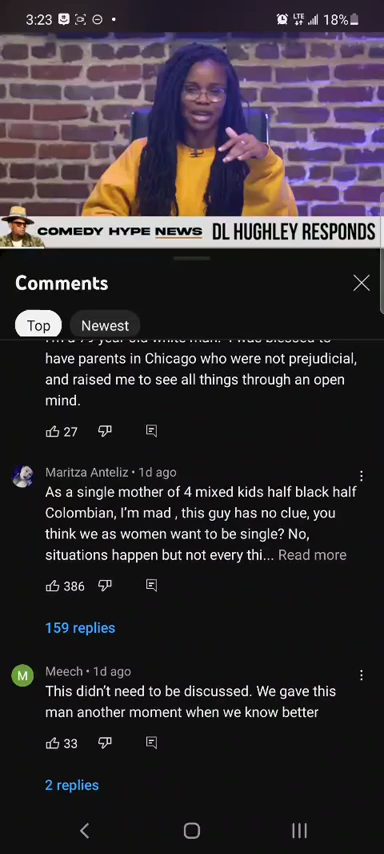 3:23 LTE 18%
COMEDY HYPE NEWS DL HUGHLEY RESPONDS
Comments
Top Newest
have parents in Chicago who were not prejudicial,
and raised me to see all things through an open
mind.
27
Maritza Anteliz • 1d ago
As a single mother of 4 mixed kids half black half
Colombian, I’m mad , this guy has no clue, you
think we as women want to be single? No,
situations happen but not every thi... Read more
386
159 replies
M
Meech • 1d ago
This didn’t need to be discussed. We gave this
man another moment when we know better
33
2 replies